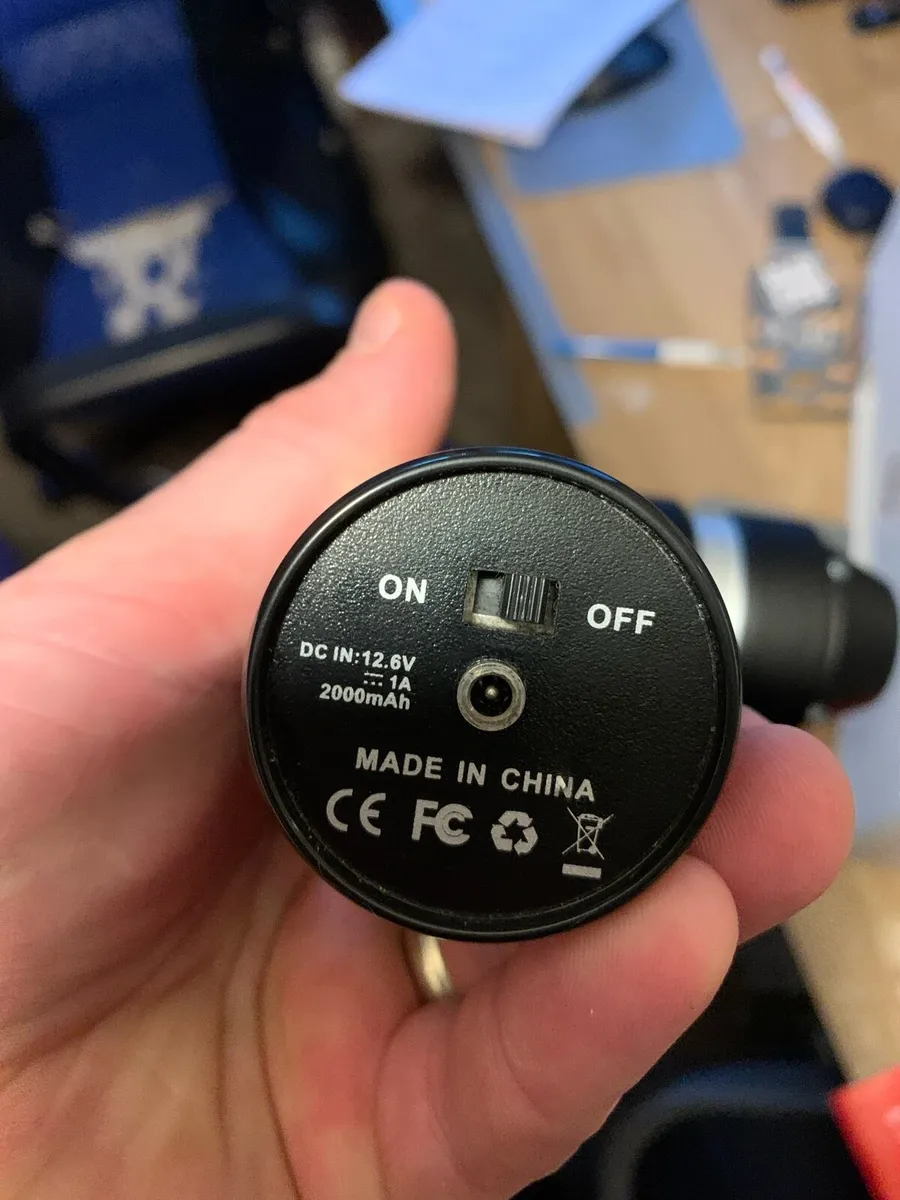 ON
OFF
DC IN:12.6V
⎓ 1A
2000mAh
MADE IN CHINA
CE FC